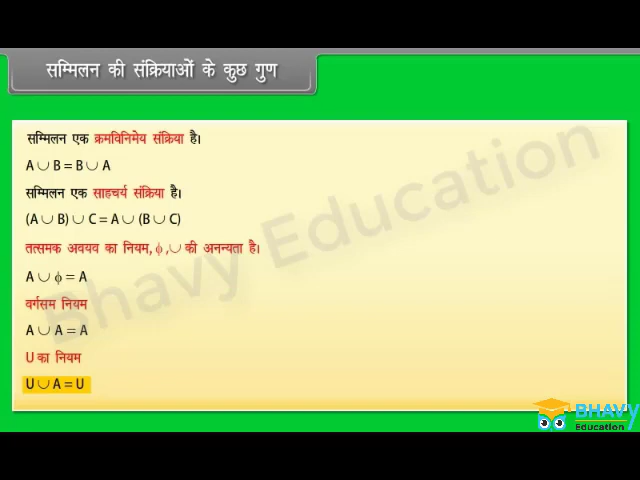 सम्मिलन की संक्रियाओं के कुछ गुण
सम्मिलन एक क्रमविनिमेय संक्रिया है।
A ∪ B = B ∪ A
सम्मिलन एक साहचर्य संक्रिया है।
(A ∪ B) ∪ C = A ∪ (B ∪ C)
तत्समक अवयव का नियम, ϕ ,∪ की अनन्यता है।
A ∪ ϕ = A
वर्गसम नियम
A ∪ A = A
U का नियम
U ∪ A = U
Bhavy Education
BHAVY
Education